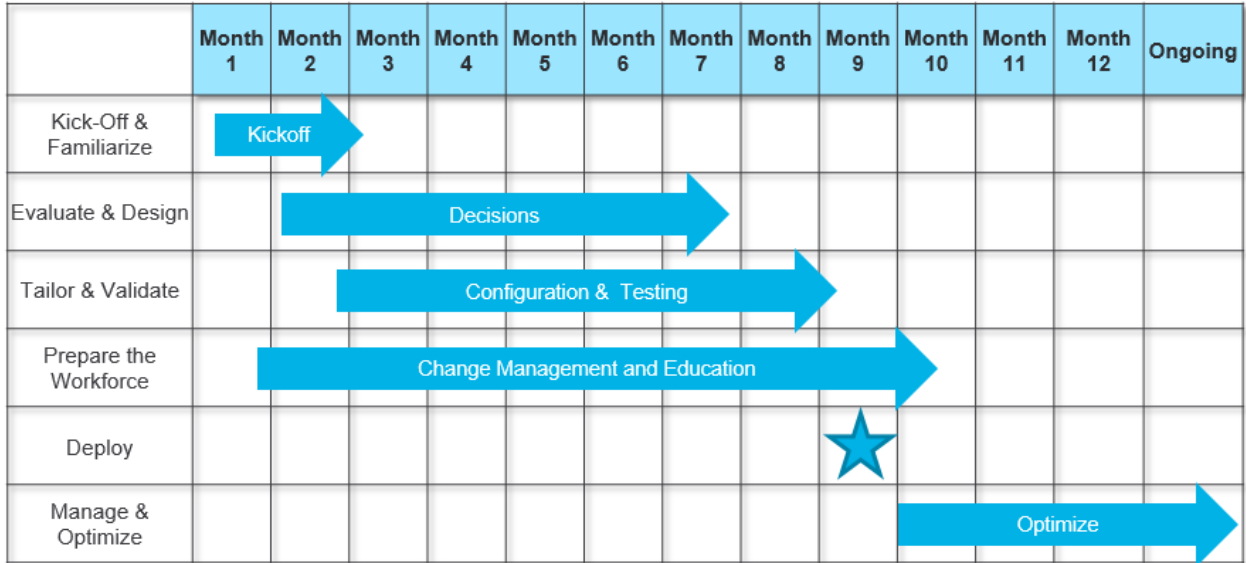 Month 1
Month 2
Month 3
Month 4
Month 5
Month 6
Month 7
Month 8
Month 9
Month 10
Month 11
Month 12
Ongoing
Kick-Off &
Familiarize
Kickoff
Evaluate & Design
Decisions
Tailor & Validate
Configuration & Testing
Prepare the
Workforce
Change Management and Education
Deploy
Manage &
Optimize
Optimize